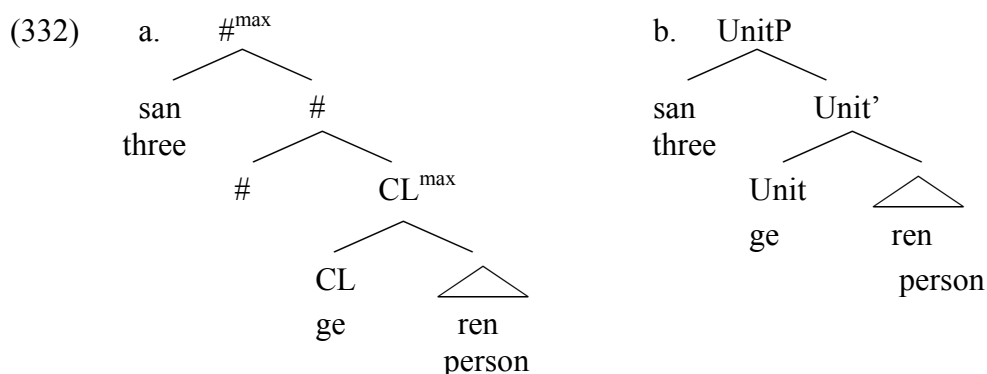 (332) a. #max b. UnitP
san # san Unit’
three three
# CLmax Unit
ge ren
CL person
ge ren
person